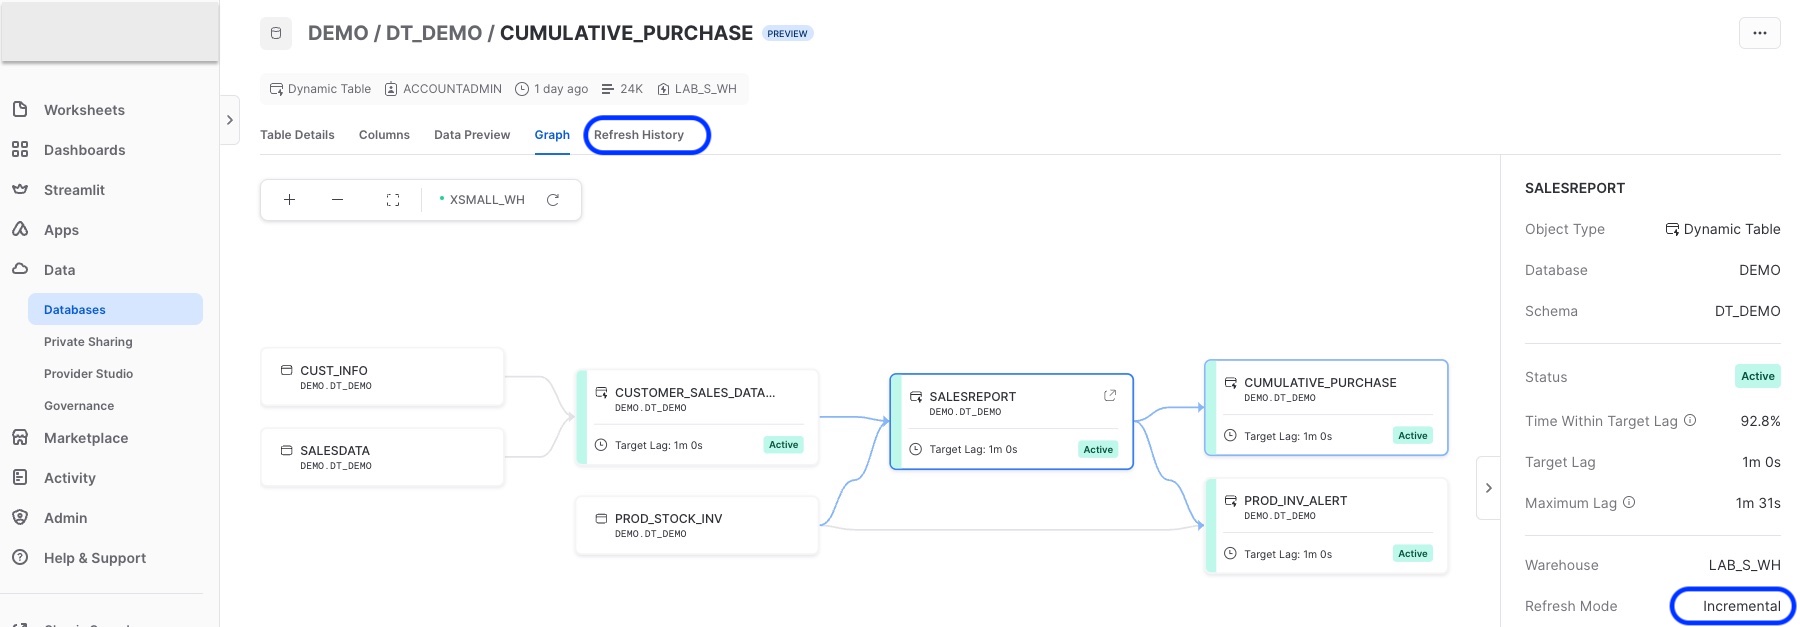 DEMO / DT_DEMO / CUMULATIVE_PURCHASE PREVIEW
Dynamic Table ACCOUNTADMIN 1 day ago 24K LAB_S_WH
Table Details Columns Data Preview Graph Refresh History
Worksheets
Dashboards
Streamlit
Apps
Data
Databases
Private Sharing
Provider Studio
Governance
Marketplace
Activity
Admin
Help & Support
XSMALL_WH
CUST_INFO
DEMO.DT_DEMO
SALESDATA
DEMO.DT_DEMO
CUSTOMER_SALES_DATA...
DEMO.DT_DEMO
Target Lag: 1m 0s Active
PROD_STOCK_INV
DEMO.DT_DEMO
SALESREPORT
DEMO.DT_DEMO
Target Lag: 1m 0s Active
CUMULATIVE_PURCHASE
DEMO.DT_DEMO
Target Lag: 1m 0s Active
PROD_INV_ALERT
DEMO.DT_DEMO
Target Lag: 1m 0s Active
SALESREPORT
Object Type Dynamic Table
Database DEMO
Schema DT_DEMO
Status Active
Time Within Target Lag 92.8%
Target Lag 1m 0s
Maximum Lag 1m 31s
Warehouse LAB_S_WH
Refresh Mode Incremental